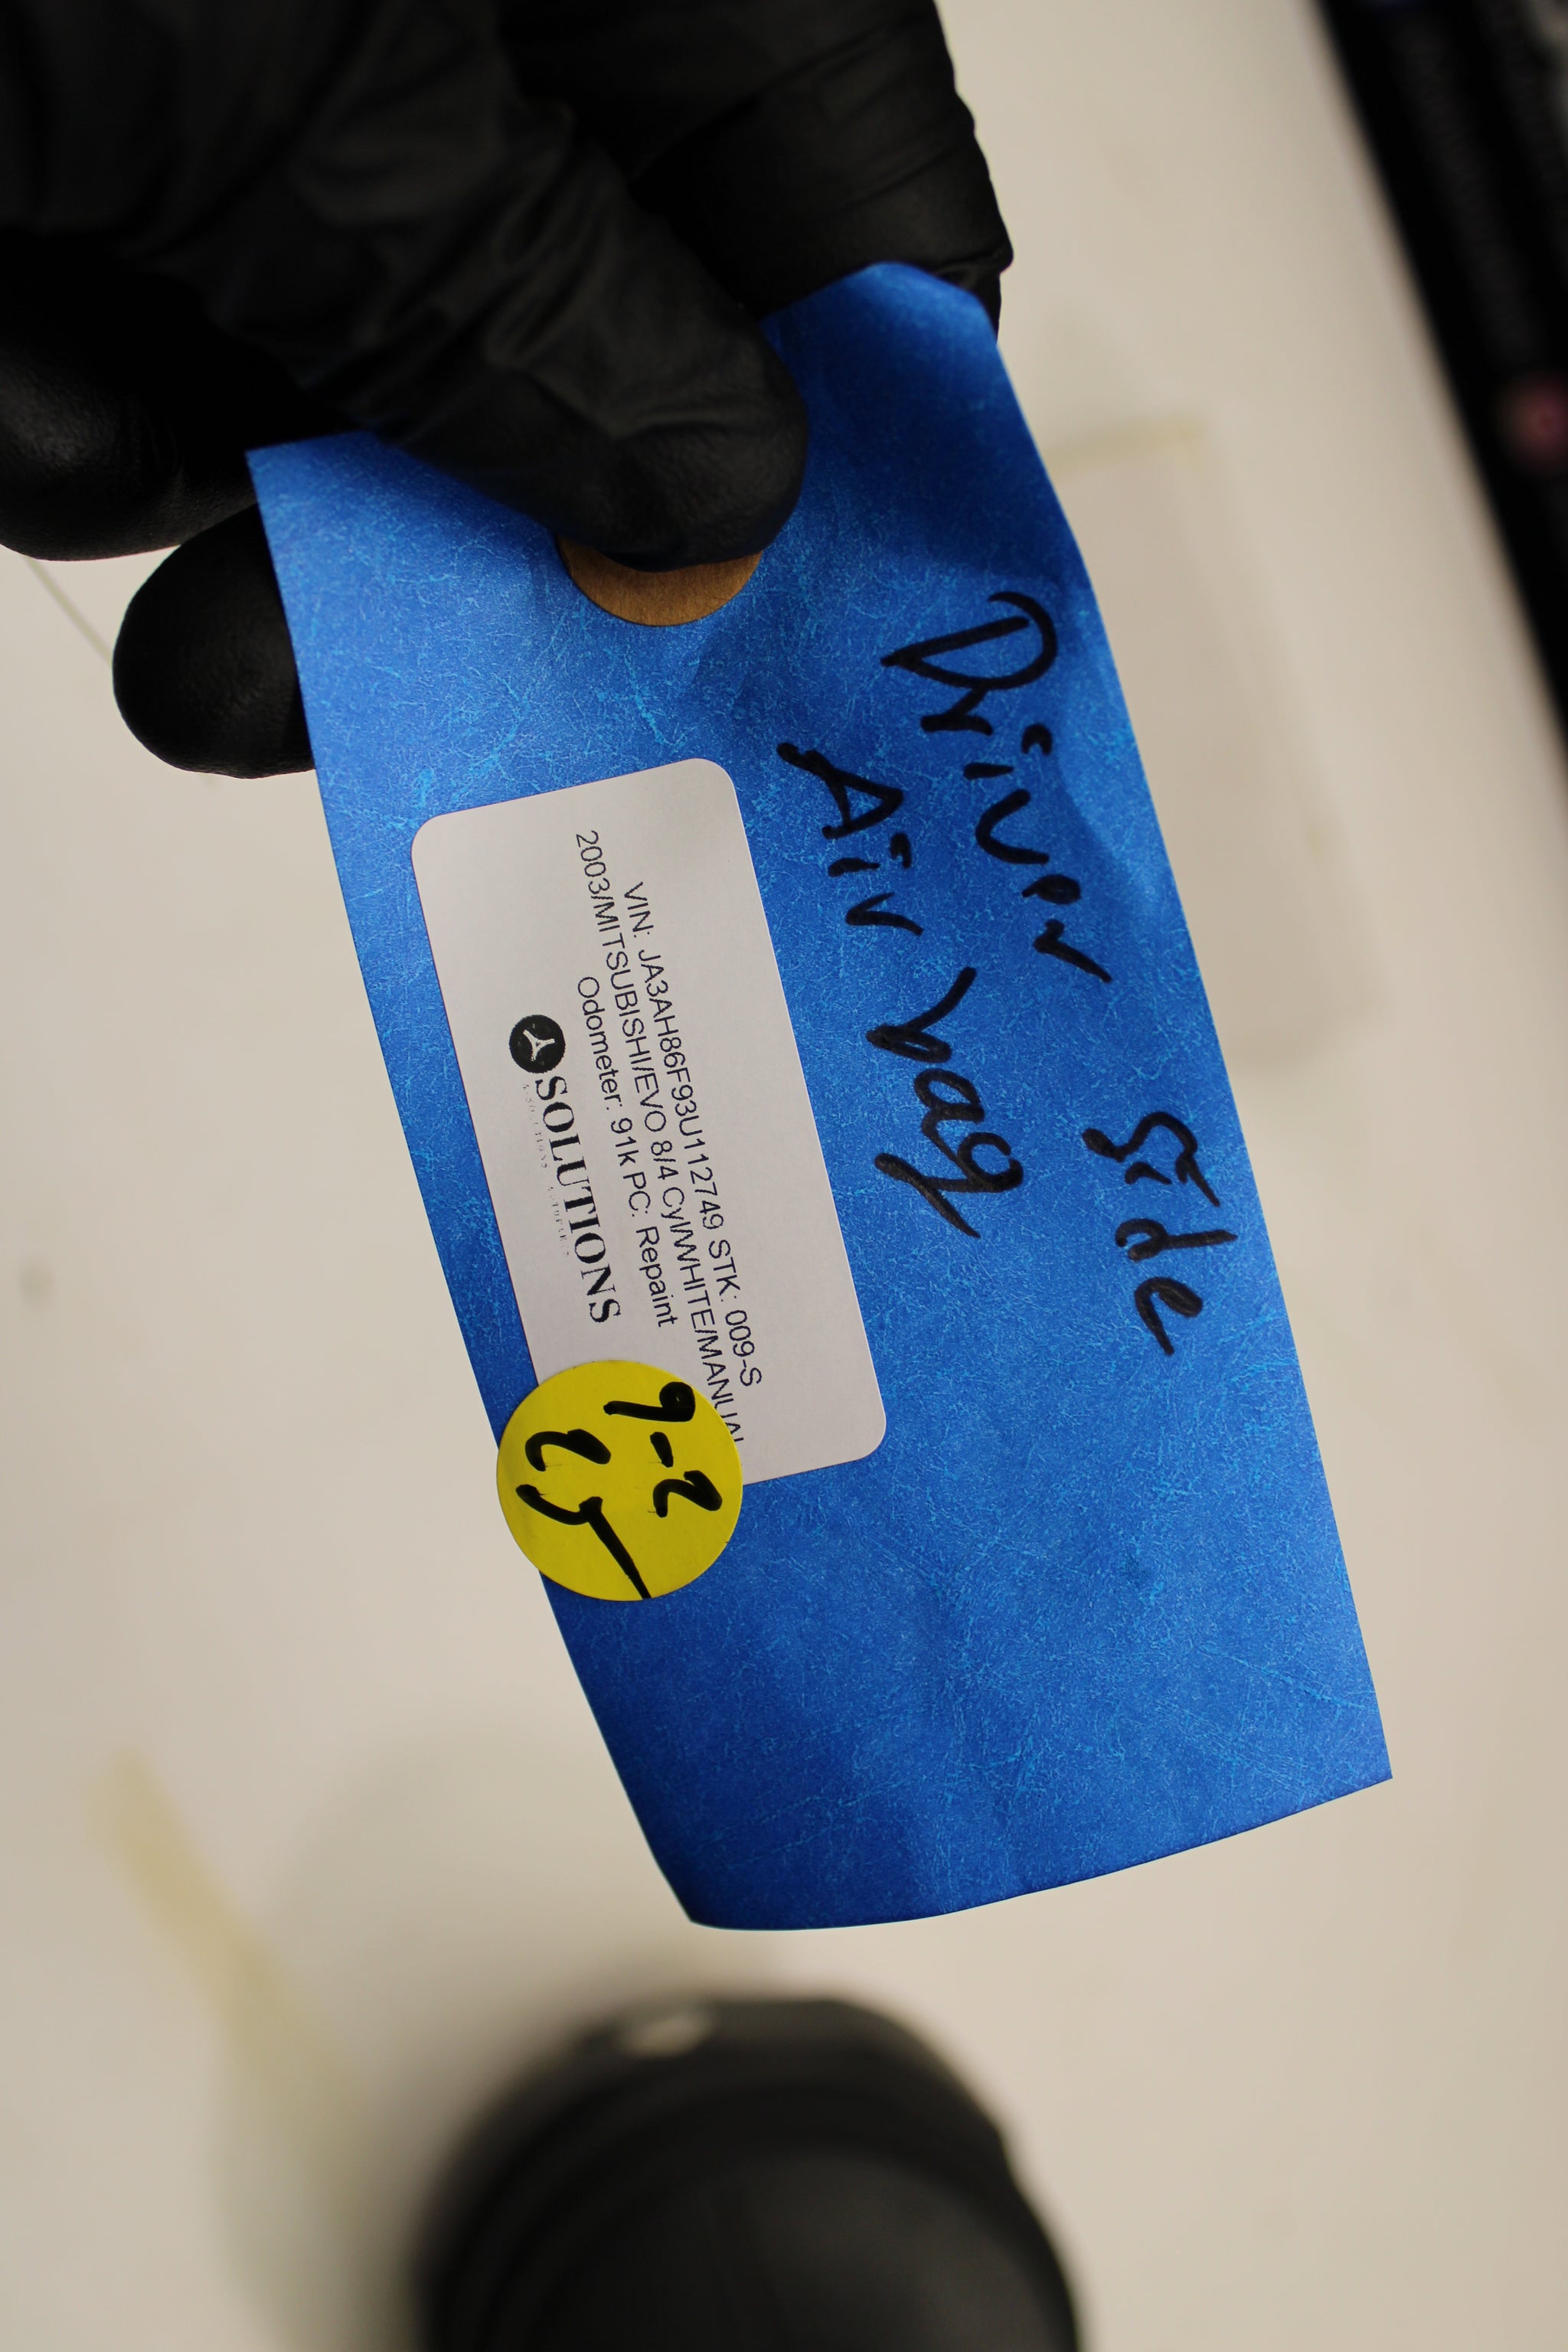 Driver Side
Air bag
VIN: JA3AH86F93U112749 STK: 009-S
2003/MITSUBISHI/EVO 8/4 Cyl/WHITE/MANUAL
Odometer: 91k PC: Repaint
SOLUTIONS
9-2